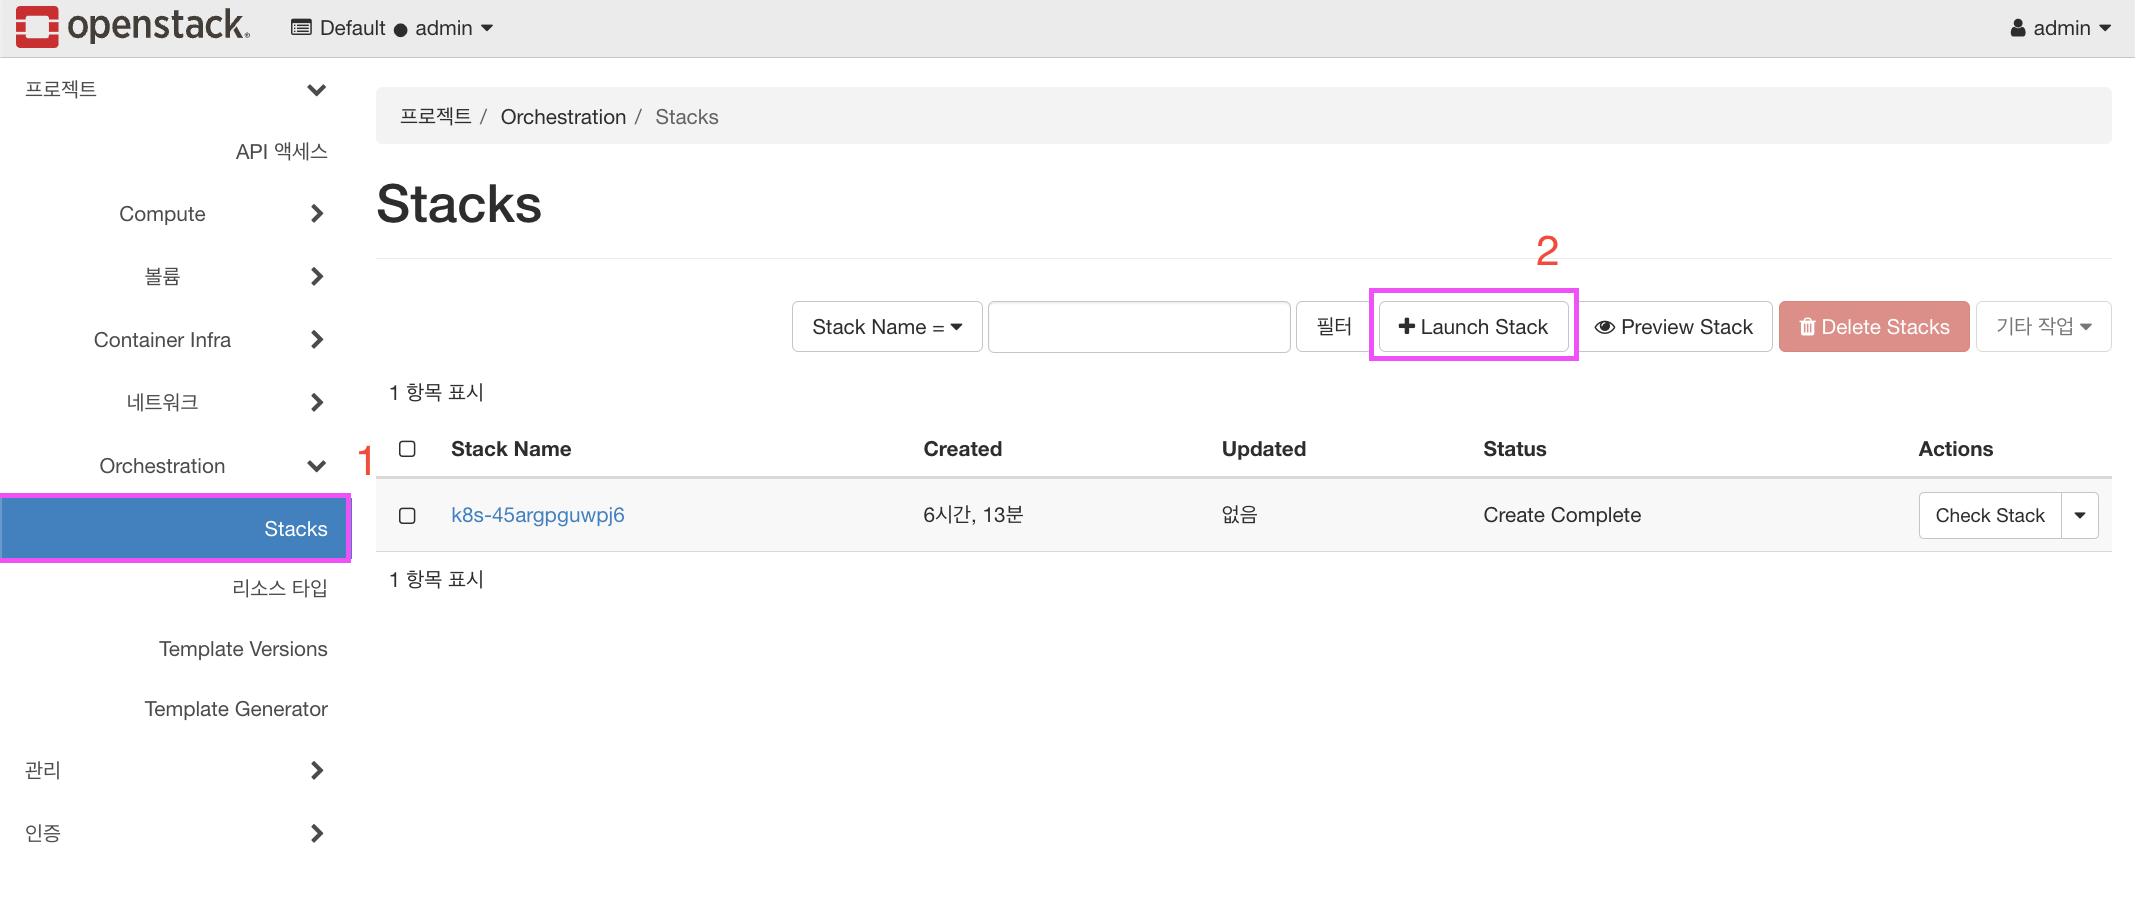 openstack. Default ● admin admin
프로젝트
API 액세스
Compute
볼륨
Container Infra
네트워크
Orchestration
1
Stacks
리소스 타입
Template Versions
Template Generator
관리
인증
프로젝트 / Orchestration / Stacks
Stacks
2
Stack Name = 필터 Launch Stack Preview Stack Delete Stacks 기타 작업
1 항목 표시
Stack Name Created Updated Status Actions
k8s-45argpguwpj6 6시간, 13분 없음 Create Complete Check Stack
1 항목 표시